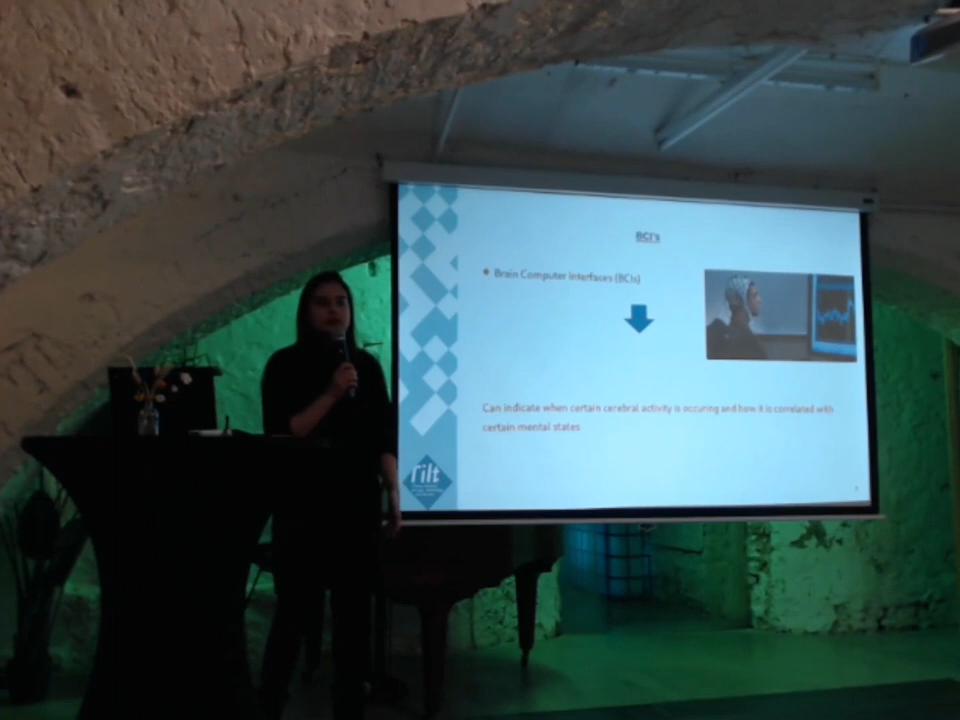 BCI's
Brain Computer Interfaces (BCIs)
Can indicate when certain cerebral activity is occuring and how it is correlated with
certain mental states
rilt